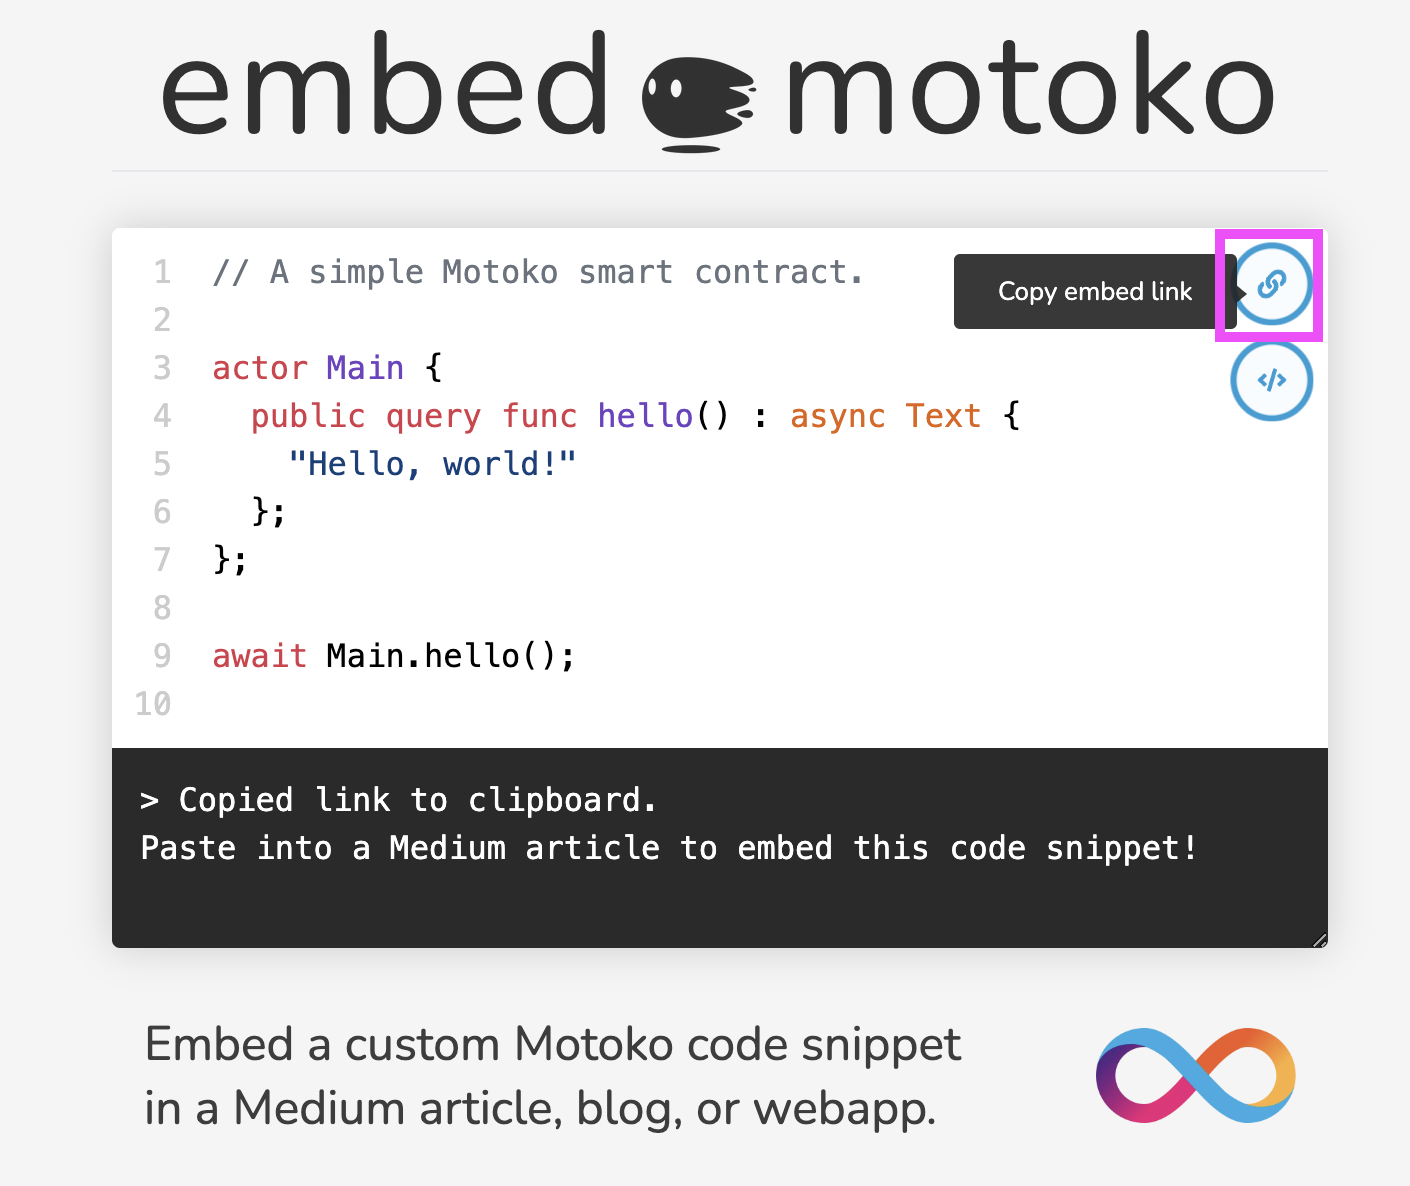 embed motoko
1 // A simple Motoko smart contract.
Copy embed link
2
3 actor Main {
4   public query func hello() : async Text {
5     "Hello, world!"
6   };
7 };
8
9 await Main.hello();
10
> Copied link to clipboard.
Paste into a Medium article to embed this code snippet!
Embed a custom Motoko code snippet
in a Medium article, blog, or webapp.